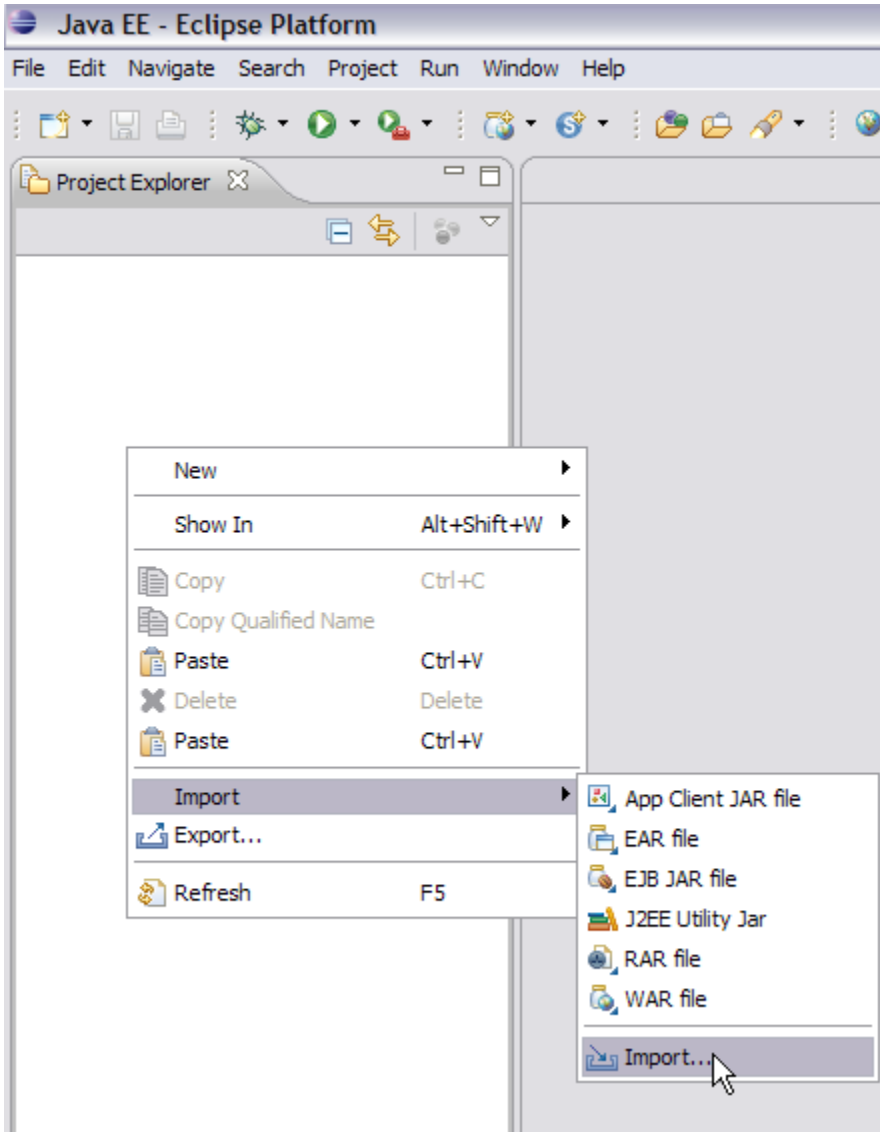 Java EE - Eclipse Platform
File Edit Navigate Search Project Run Window Help
Project Explorer
New
Show In Alt+Shift+W
Copy Ctrl+C
Copy Qualified Name
Paste Ctrl+V
Delete Delete
Paste Ctrl+V
Import
Export...
Refresh F5
App Client JAR file
EAR file
EJB JAR file
J2EE Utility Jar
RAR file
WAR file
Import...